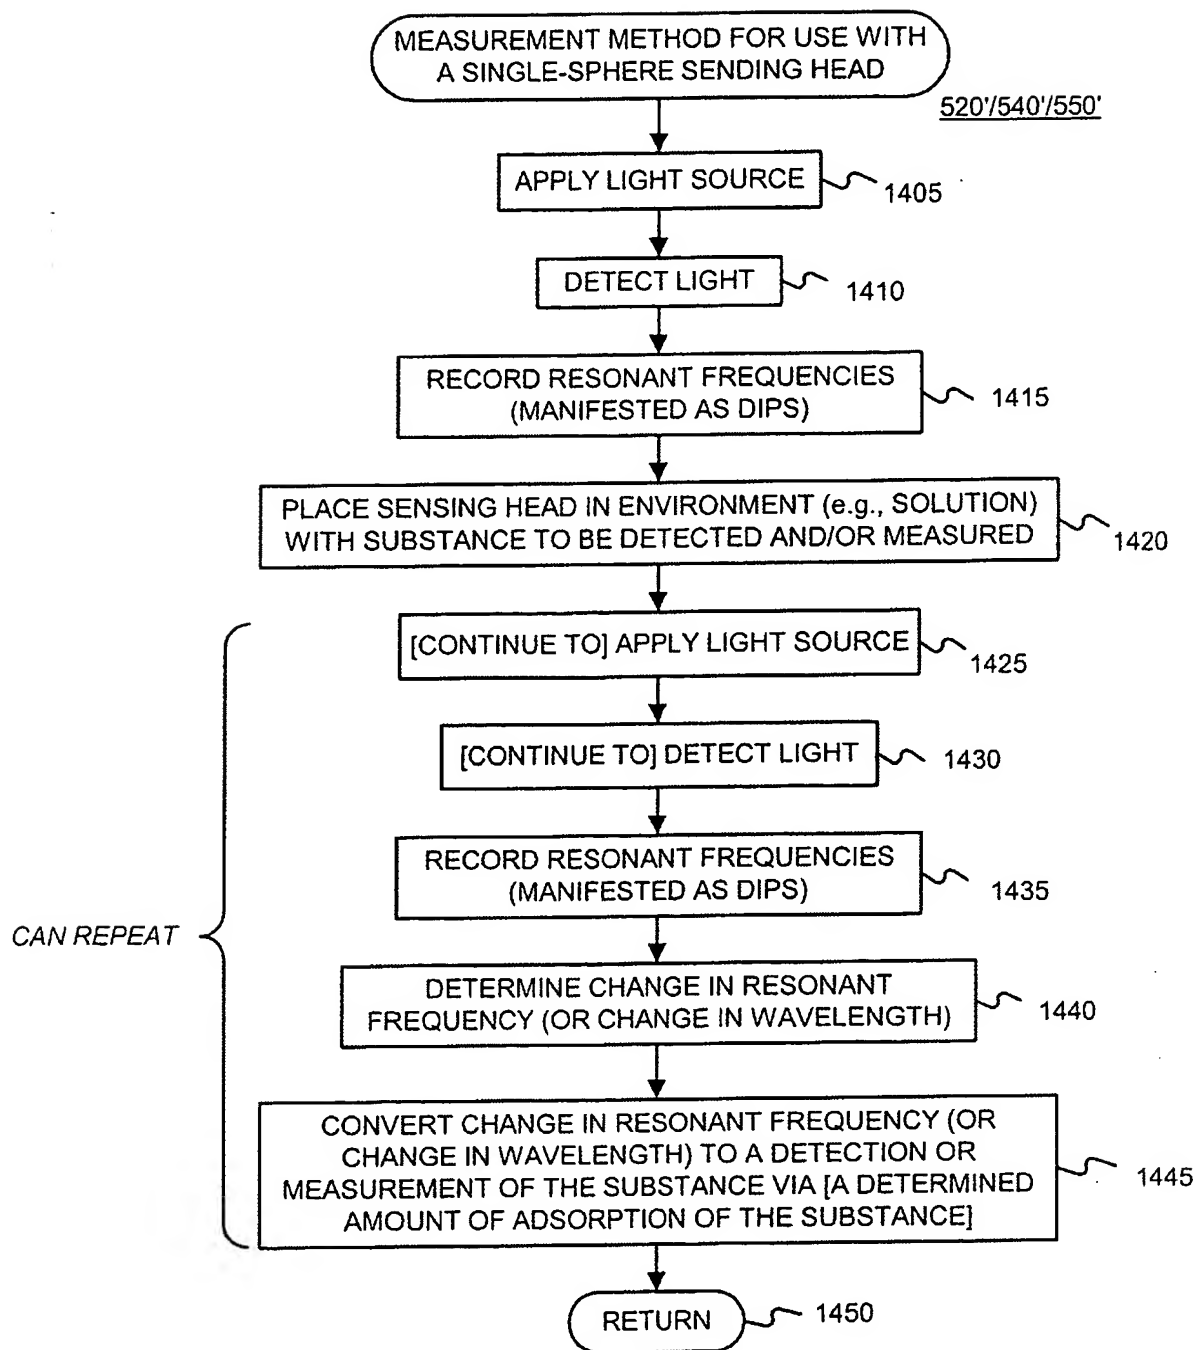 MEASUREMENT METHOD FOR USE WITH
A SINGLE-SPHERE SENDING HEAD
520'/540'/550'
APPLY LIGHT SOURCE
1405
DETECT LIGHT
1410
RECORD RESONANT FREQUENCIES
(MANIFESTED AS DIPS)
1415
PLACE SENSING HEAD IN ENVIRONMENT (e.g., SOLUTION)
WITH SUBSTANCE TO BE DETECTED AND/OR MEASURED
1420
[CONTINUE TO] APPLY LIGHT SOURCE
1425
[CONTINUE TO] DETECT LIGHT
1430
RECORD RESONANT FREQUENCIES
(MANIFESTED AS DIPS)
1435
CAN REPEAT
DETERMINE CHANGE IN RESONANT
FREQUENCY (OR CHANGE IN WAVELENGTH)
1440
CONVERT CHANGE IN RESONANT FREQUENCY (OR
CHANGE IN WAVELENGTH) TO A DETECTION OR
MEASUREMENT OF THE SUBSTANCE VIA [A DETERMINED
AMOUNT OF ADSORPTION OF THE SUBSTANCE]
1445
RETURN
1450